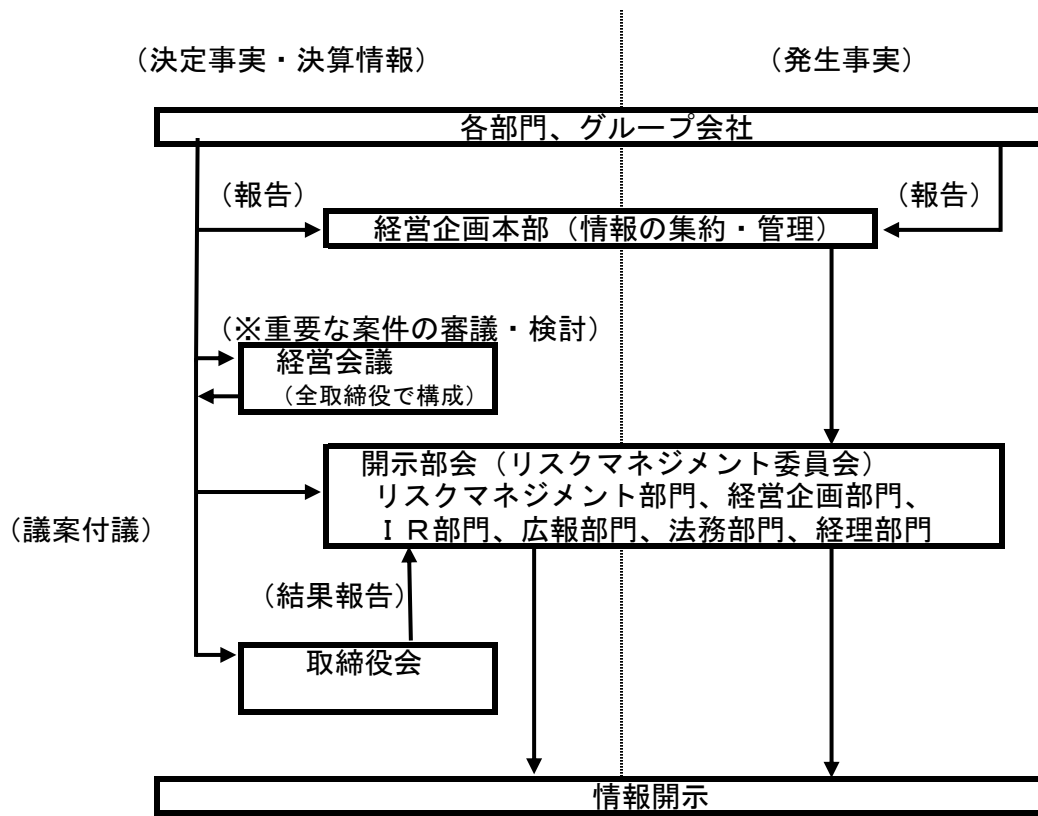 （決定事実・決算情報）
（発生事実）
各部門、グループ会社
（報告）
（報告）
経営企画本部（情報の集約・管理）
（※重要な案件の審議・検討）
経営会議
（全取締役で構成）
開示部会（リスクマネジメント委員会）
リスクマネジメント部門、経営企画部門、
ＩＲ部門、広報部門、法務部門、経理部門
（議案付議）
（結果報告）
取締役会
情報開示